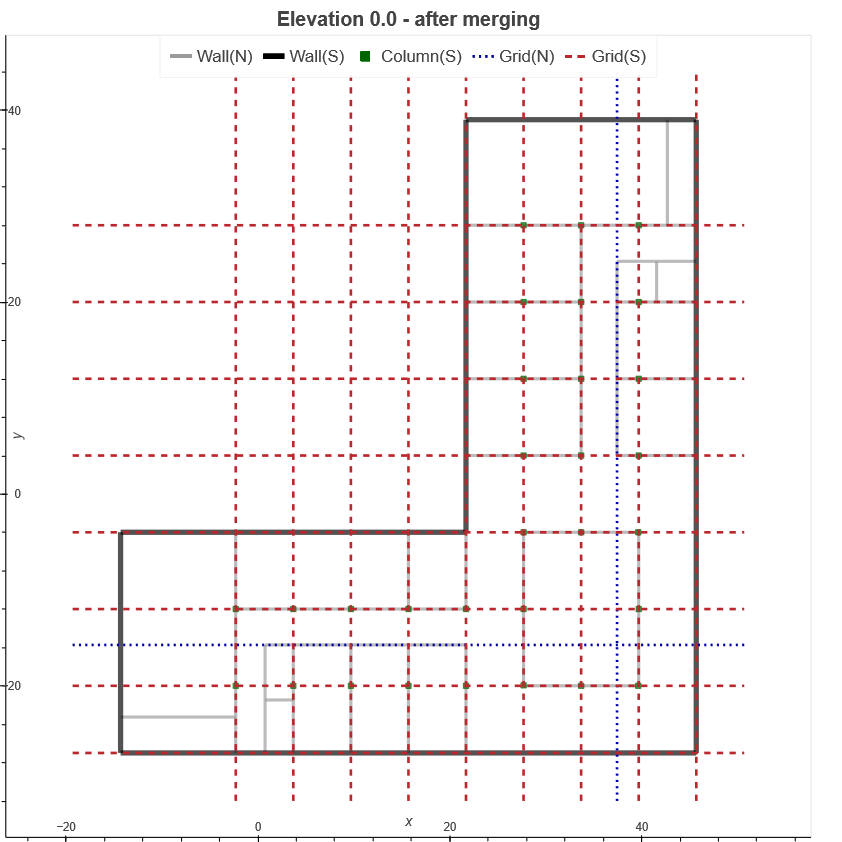 Elevation 0.0 - after merging
Wall(N) Wall(S) Column(S) Grid(N) Grid(S)
40
20
y
0
20
−20 0 x 20 40